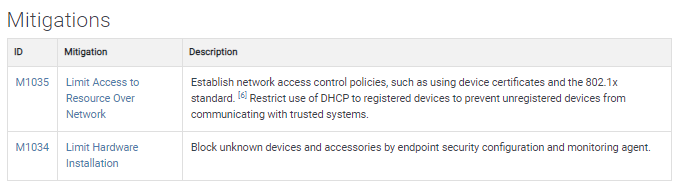 Mitigations
ID Mitigation Description
M1035 Limit Access to Establish network access control policies, such as using device certificates and the 802.1x
Resource Over standard. [6] Restrict use of DHCP to registered devices to prevent unregistered devices from
Network communicating with trusted systems.
M1034 Limit Hardware Block unknown devices and accessories by endpoint security configuration and monitoring agent.
Installation